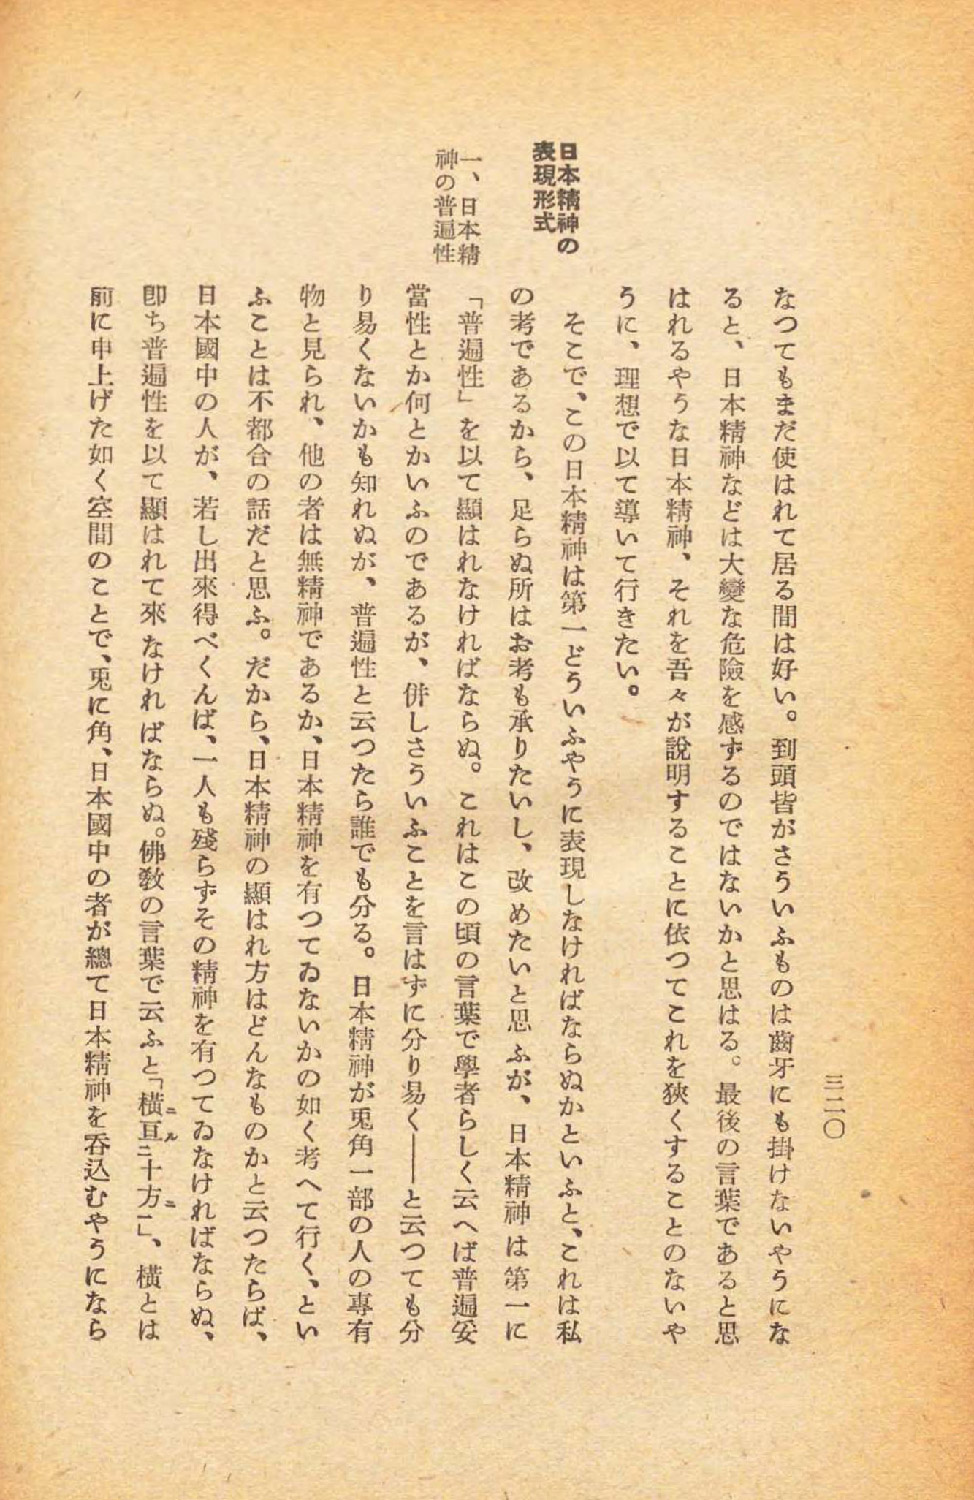 三二〇
なつてもまだ使はれて居る間は好い。到頭皆がさういふものは齒牙にも掛けないやうにな
ると、日本精神などは大變な危險を感ずるのではないかと思はる。最後の言葉であると思
はれるやうな日本精神、それを吾々が說明することに依つてこれを狹くすることのないや
うに、理想で以て導いて行きたい。
日本精神の
表現形式
そこで、この日本精神は第一どういふやうに表現しなければならぬかといふと、これは私
の考であるから、足らぬ所はお考も承りたいし、改めたいと思ふが、日本精神は第一に
一、日本精
神の普遍性
「普遍性」を以て顯はれなければならぬ。これはこの頃の言葉で學者らしく云へば普遍妥
當性とか何とかいふのであるが、併しさういふことを言はずに分り易く――と云つても分
り易くないかも知れぬが、普遍性と云つたら誰でも分る。日本精神が兎角一部の人の專有
物と見られ、他の者は無精神であるか、日本精神を有つてゐないかの如く考へて行く、とい
ふことは不都合の話だと思ふ。だから、日本精神の顯はれ方はどんなものかと云つたらば、
日本國中の人が、若し出來得べくんば、一人も殘らずその精神を有つてゐなければならぬ、
卽ち普遍性を以て顯はれて來なければならぬ。佛敎の言葉で云ふと「橫ニ亙ル二十方ニ一」、橫とは
前に申上げた如く空間のことで、兎に角、日本國中の者が總て日本精神を呑込むやうになら